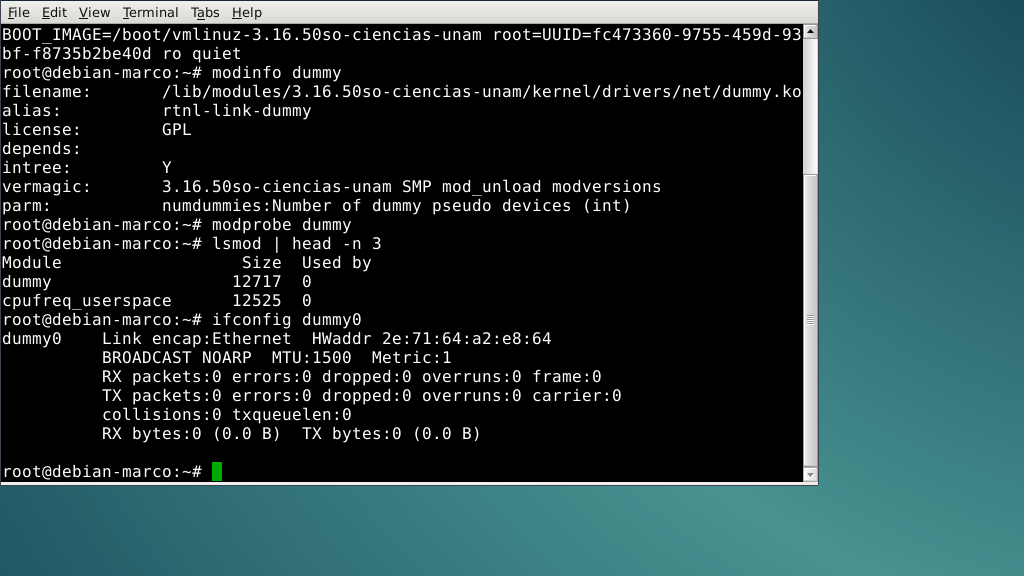 File Edit View Terminal Tabs Help
BOOT_IMAGE=/boot/vmlinuz-3.16.50so-ciencias-unam root=UUID=fc473360-9755-459d-93
bf-f8735b2be40d ro quiet
root@debian-marco:~# modinfo dummy
filename:       /lib/modules/3.16.50so-ciencias-unam/kernel/drivers/net/dummy.ko
alias:          rtnl-link-dummy
license:        GPL
depends:
intree:         Y
vermagic:       3.16.50so-ciencias-unam SMP mod_unload modversions
parm:           numdummies:Number of dummy pseudo devices (int)
root@debian-marco:~# modprobe dummy
root@debian-marco:~# lsmod | head -n 3
Module                  Size  Used by
dummy                  12717  0
cpufreq_userspace      12525  0
root@debian-marco:~# ifconfig dummy0
dummy0    Link encap:Ethernet  HWaddr 2e:71:64:a2:e8:64
          BROADCAST NOARP  MTU:1500  Metric:1
          RX packets:0 errors:0 dropped:0 overruns:0 frame:0
          TX packets:0 errors:0 dropped:0 overruns:0 carrier:0
          collisions:0 txqueuelen:0
          RX bytes:0 (0.0 B)  TX bytes:0 (0.0 B)
root@debian-marco:~#